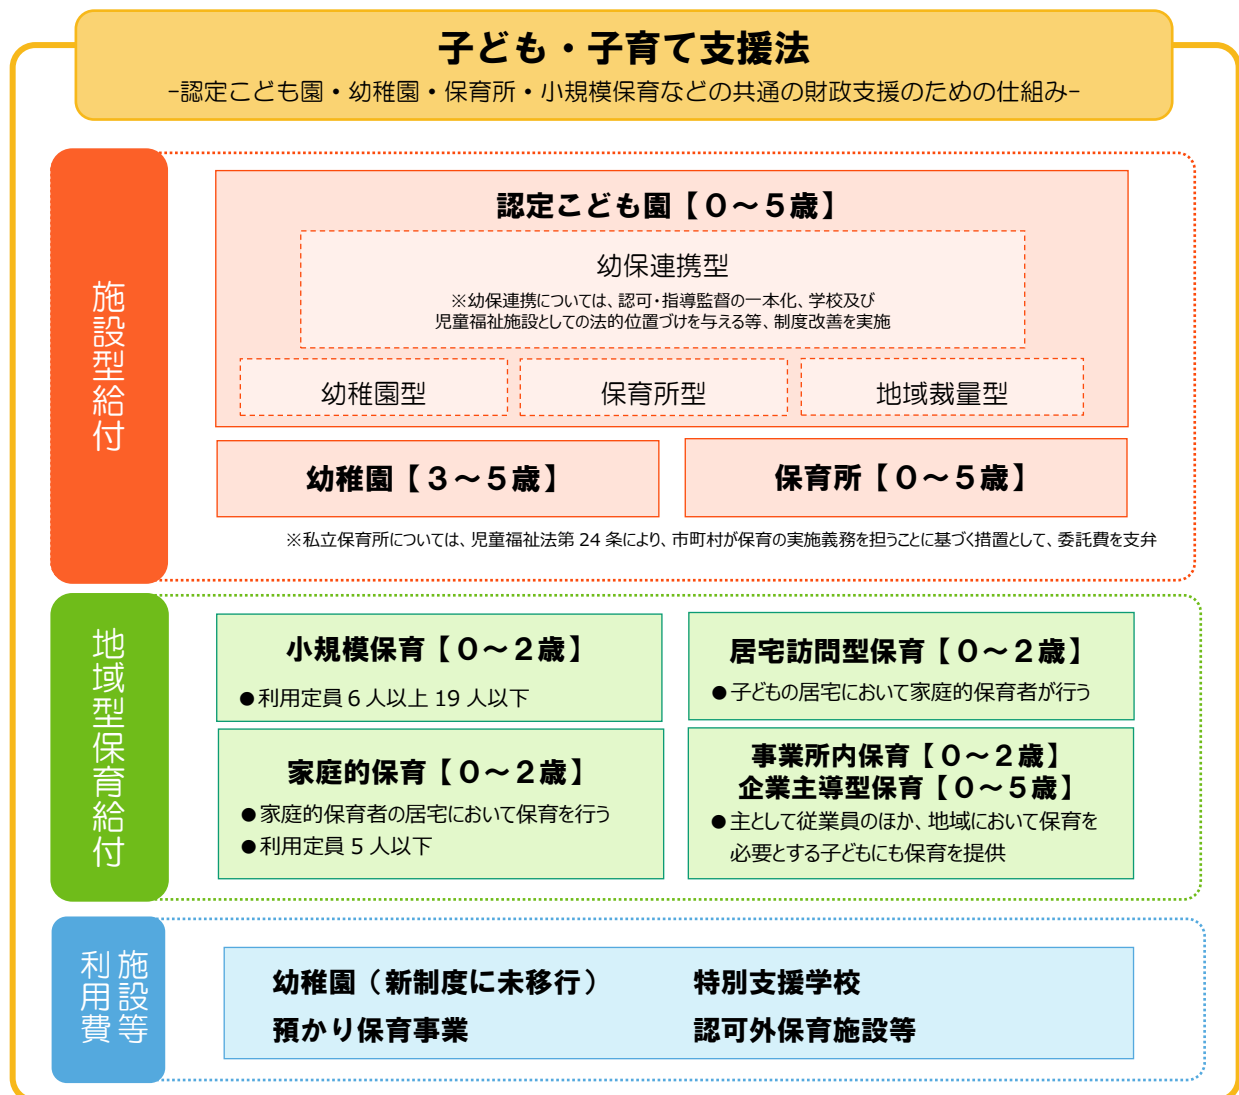 子ども・子育て支援法
-認定こども園・幼稚園・保育所・小規模保育などの共通の財政支援のための仕組み-
施設型給付
認定こども園【０～５歳】
幼保連携型
※幼保連携については、認可・指導監督の一本化、学校及び
児童福祉施設としての法的位置づけを与える等、制度改善を実施
幼稚園型
保育所型
地域裁量型
幼稚園【３～５歳】
保育所【０～５歳】
※私立保育所については、児童福祉法第 24 条により、市町村が保育の実施義務を担うことに基づく措置として、委託費を支弁
地域型保育給付
小規模保育【０～２歳】
●利用定員 6 人以上 19 人以下
居宅訪問型保育【０～２歳】
●子どもの居宅において家庭的保育者が行う
家庭的保育【０～２歳】
●家庭的保育者の居宅において保育を行う
●利用定員 5 人以下
事業所内保育【０～２歳】
企業主導型保育【０～５歳】
●主として従業員のほか、地域において保育を
必要とする子どもにも保育を提供
施設等
利用費
幼稚園（新制度に未移行）
特別支援学校
預かり保育事業
認可外保育施設等